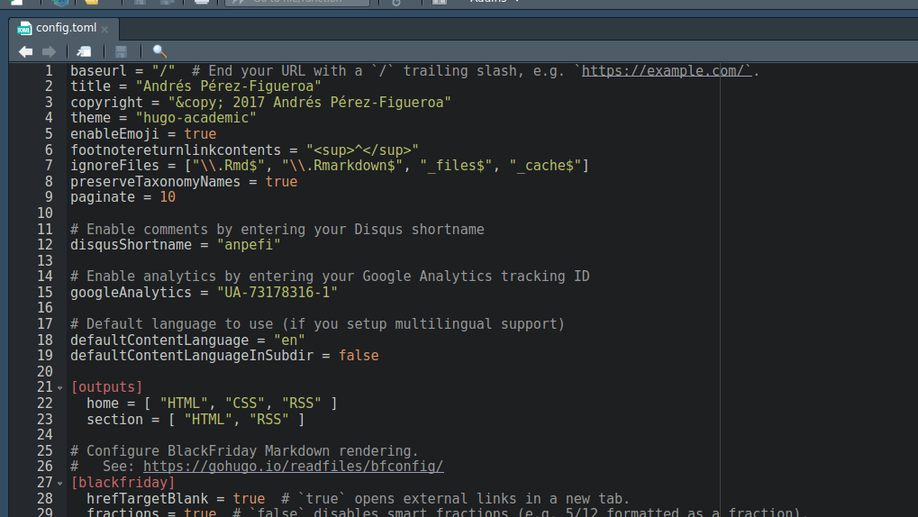 Go to file/function
Addins
config.toml
1 baseurl = "/"  # End your URL with a `/` trailing slash, e.g. `https://example.com/`.
2 title = "Andrés Pérez-Figueroa"
3 copyright = "&copy; 2017 Andrés Pérez-Figueroa"
4 theme = "hugo-academic"
5 enableEmoji = true
6 footnotereturnlinkcontents = "<sup>^</sup>"
7 ignoreFiles = ["\\.Rmd$", "\\.Rmarkdown$", "_files$", "_cache$"]
8 preserveTaxonomyNames = true
9 paginate = 10
10
11 # Enable comments by entering your Disqus shortname
12 disqusShortname = "anpefi"
13
14 # Enable analytics by entering your Google Analytics tracking ID
15 googleAnalytics = "UA-73178316-1"
16
17 # Default language to use (if you setup multilingual support)
18 defaultContentLanguage = "en"
19 defaultContentLanguageInSubdir = false
20
21 [outputs]
22   home = [ "HTML", "CSS", "RSS" ]
23   section = [ "HTML", "RSS" ]
24
25 # Configure BlackFriday Markdown rendering.
26 #   See: https://gohugo.io/readfiles/bfconfig/
27 [blackfriday]
28   hrefTargetBlank = true  # `true` opens external links in a new tab.
29   fractions = true  # `false` disables smart fractions (e.g. 5/12 formatted as a fraction).